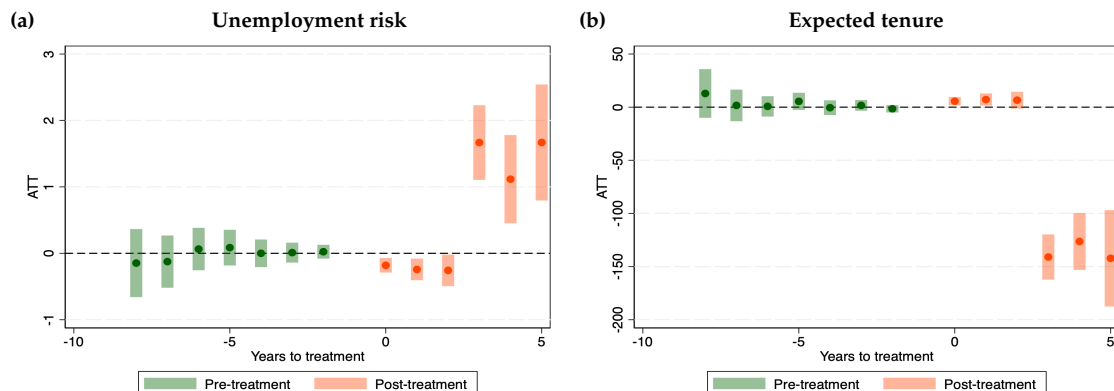 (a) Unemployment risk
3
2
1
0
-1
ATT
-10 -5 0 5
Years to treatment
Pre-treatment Post-treatment
(b) Expected tenure
50
0
-50
-100
-150
-200
ATT
-10 -5 0 5
Years to treatment
Pre-treatment Post-treatment